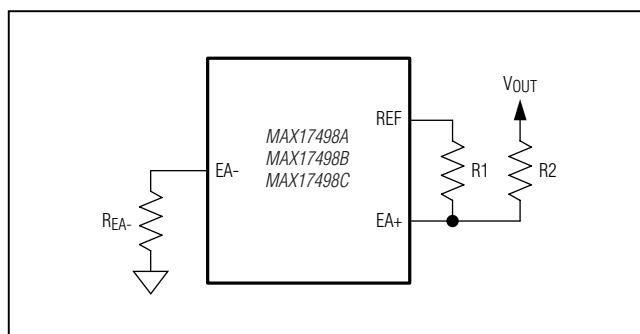 VOUT
MAX17498A
MAX17498B
MAX17498C
REF
EA-
R1
R2
REA-
EA+